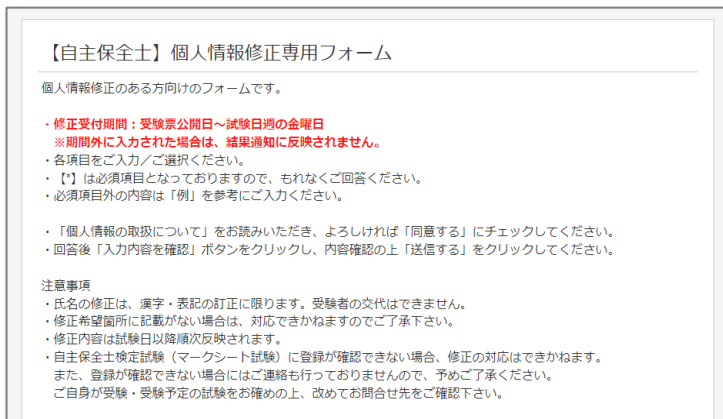 【自主保全士】個人情報修正専用フォーム
個人情報修正のある方向けのフォームです。
・修正受付期間：受験票公開日～試験日週の金曜日
※期間外に入力された場合は、結果通知に反映されません。
・各項目をご入力／ご選択ください。
・【*】は必須項目となっておりますので、もれなくご回答ください。
・必須項目外の内容は「例」を参考にご入力ください。
・「個人情報の取扱について」をお読みいただき、よろしければ「同意する」にチェックしてください。
・回答後「入力内容を確認」ボタンをクリックし、内容確認の上「送信する」をクリックしてください。
注意事項
・氏名の修正は、漢字・表記の訂正に限ります。受験者の交代はできません。
・修正希望箇所に記載がない場合は、対応できかねますのでご了承下さい。
・修正内容は試験日以降順次反映されます。
・自主保全士検定試験（マークシート試験）に登録が確認できない場合、修正の対応はできかねます。
また、登録が確認できない場合にはご連絡も行っておりませんので、予めご了承ください。
ご自身が受験・受験予定の試験をお確めの上、改めてお問合せ先をご確認下さい。